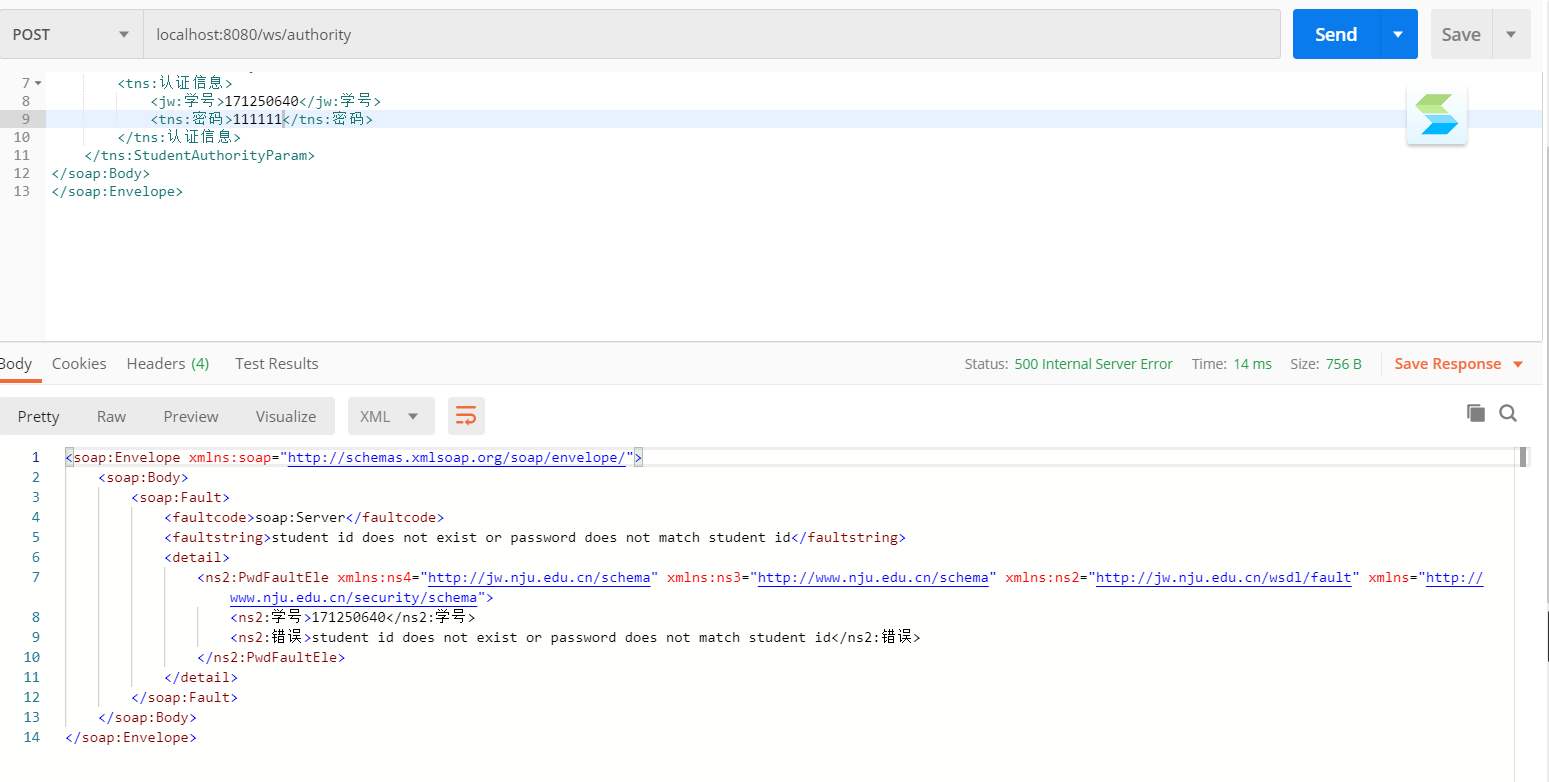 POST
localhost:8080/ws/authority
Send
Save
7 <tns:认证信息>
8 <jw:学号>171250640</jw:学号>
9 <tns:密码>111111</tns:密码>
10 </tns:认证信息>
11 </tns:StudentAuthorityParam>
12 </soap:Body>
13 </soap:Envelope>
Body Cookies Headers (4) Test Results
Status: 500 Internal Server Error Time: 14 ms Size: 756 B Save Response
Pretty Raw Preview Visualize XML
1 <soap:Envelope xmlns:soap="http://schemas.xmlsoap.org/soap/envelope/">
2 <soap:Body>
3 <soap:Fault>
4 <faultcode>soap:Server</faultcode>
5 <faultstring>student id does not exist or password does not match student id</faultstring>
6 <detail>
7 <ns2:PwdFaultEle xmlns:ns4="http://jw.nju.edu.cn/schema" xmlns:ns3="http://www.nju.edu.cn/schema" xmlns:ns2="http://jw.nju.edu.cn/wsdl/fault" xmlns="http://
www.nju.edu.cn/security/schema">
8 <ns2:学号>171250640</ns2:学号>
9 <ns2:错误>student id does not exist or password does not match student id</ns2:错误>
10 </ns2:PwdFaultEle>
11 </detail>
12 </soap:Fault>
13 </soap:Body>
14 </soap:Envelope>